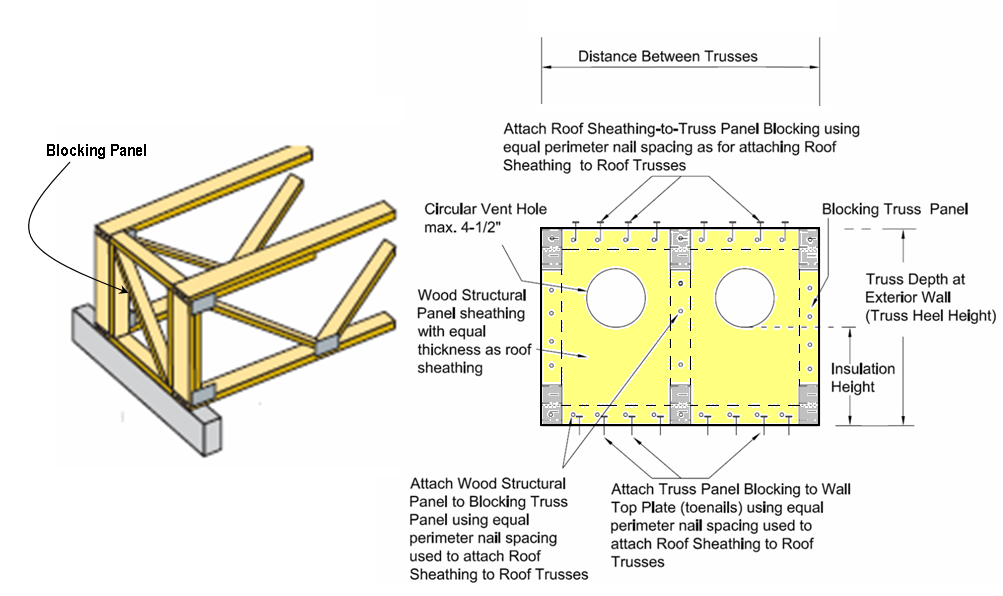 Distance Between Trusses
Attach Roof Sheathing-to-Truss Panel Blocking using
equal perimeter nail spacing as for attaching Roof
Sheathing to Roof Trusses
Blocking Panel
Circular Vent Hole
max. 4-1/2"
Blocking Truss Panel
Truss Depth at
Exterior Wall
(Truss Heel Height)
Wood Structural
Panel sheathing
with equal
thickness as roof
sheathing
Insulation
Height
Attach Wood Structural
Panel to Blocking Truss
Panel using equal
perimeter nail spacing
used to attach Roof
Sheathing to Roof Trusses
Attach Truss Panel Blocking to Wall
Top Plate (toenails) using equal
perimeter nail spacing used to
attach Roof Sheathing to Roof
Trusses